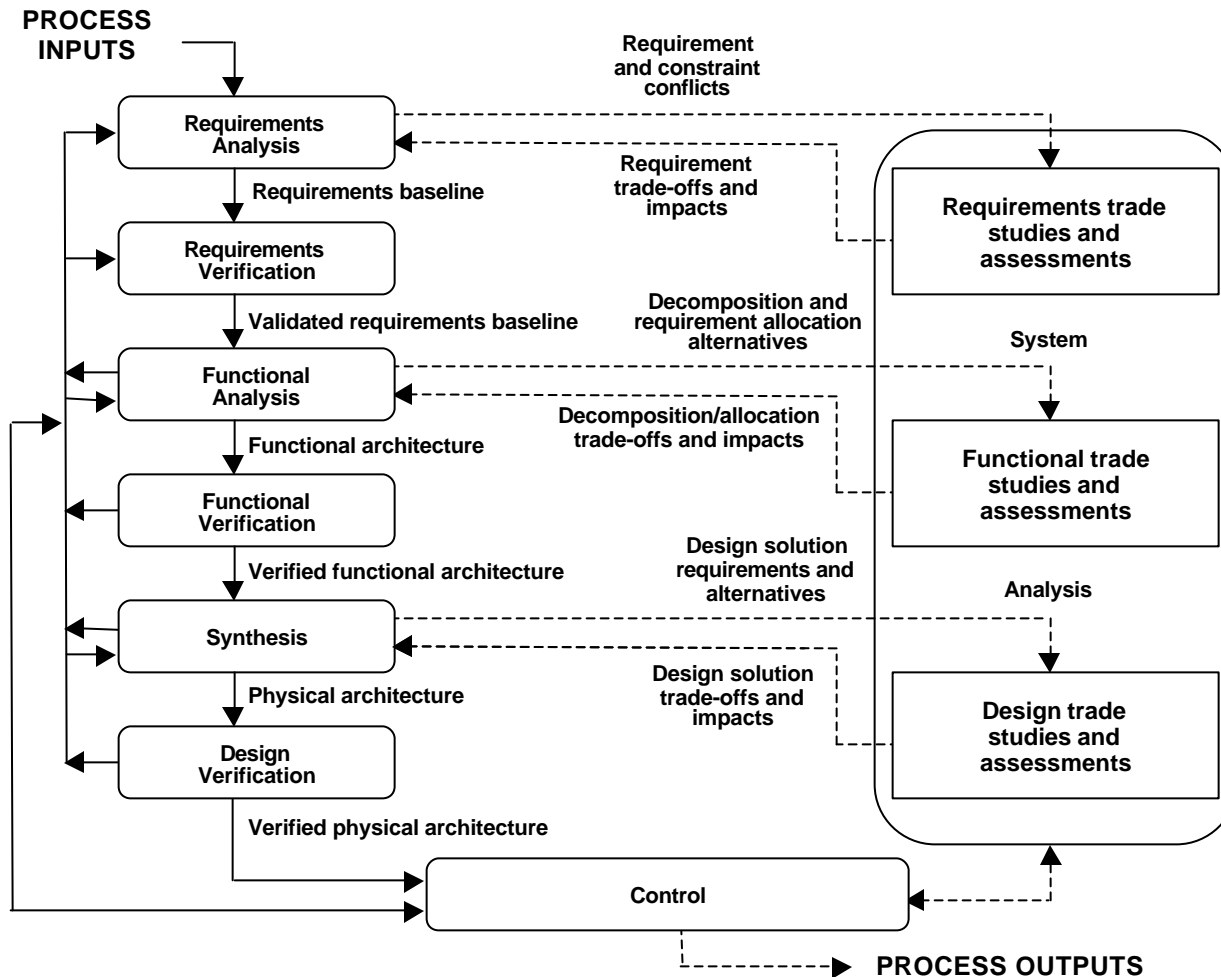 PROCESS
INPUTS
Requirement
and constraint
conflicts
Requirements
Analysis
Requirement
trade-offs and
impacts
Requirements baseline
Requirements trade
studies and
assessments
Requirements
Verification
Validated requirements baseline
Decomposition and
requirement allocation
alternatives
System
Functional
Analysis
Decomposition/allocation
trade-offs and impacts
Functional architecture
Functional trade
studies and
assessments
Functional
Verification
Verified functional architecture
Design solution
requirements and
alternatives
Analysis
Synthesis
Design solution
trade-offs and
impacts
Physical architecture
Design trade
studies and
assessments
Design
Verification
Verified physical architecture
Control
PROCESS OUTPUTS